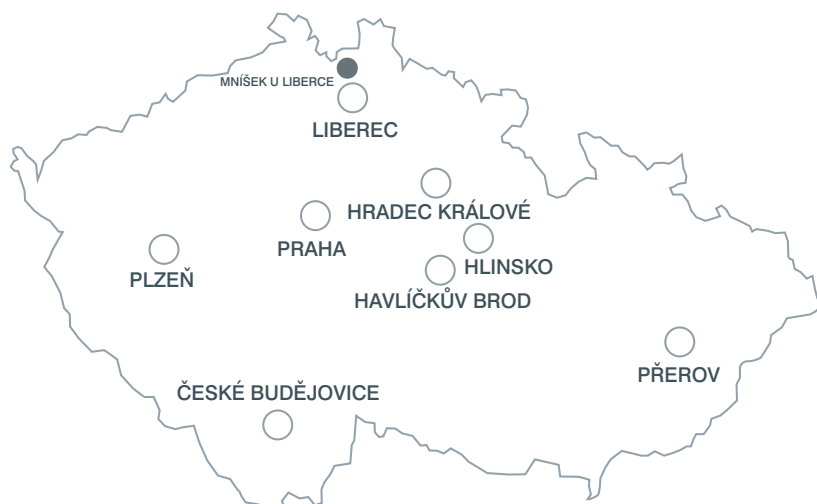 MNÍŠEK U LIBERCE
LIBEREC
HRADEC KRÁLOVÉ
PRAHA
HLINSKO
PLZEŇ
HAVLÍČKŮV BROD
PŘEROV
ČESKÉ BUDĚJOVICE